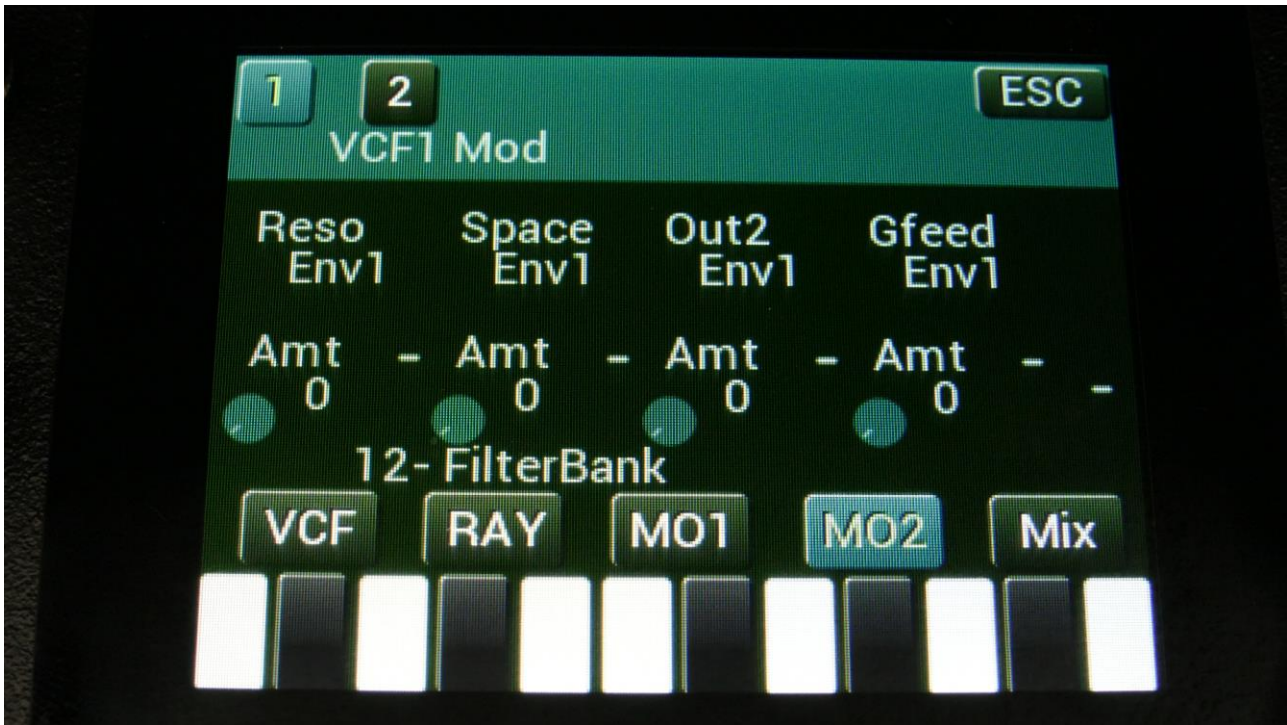 1 2 ESC
VCF1 Mod
Reso Space Out2 Gfeed
Env1 Env1 Env1 Env1
Amt - Amt - Amt - Amt -
0 0 0 0 -
12- FilterBank
VCF RAY MO1 MO2 Mix